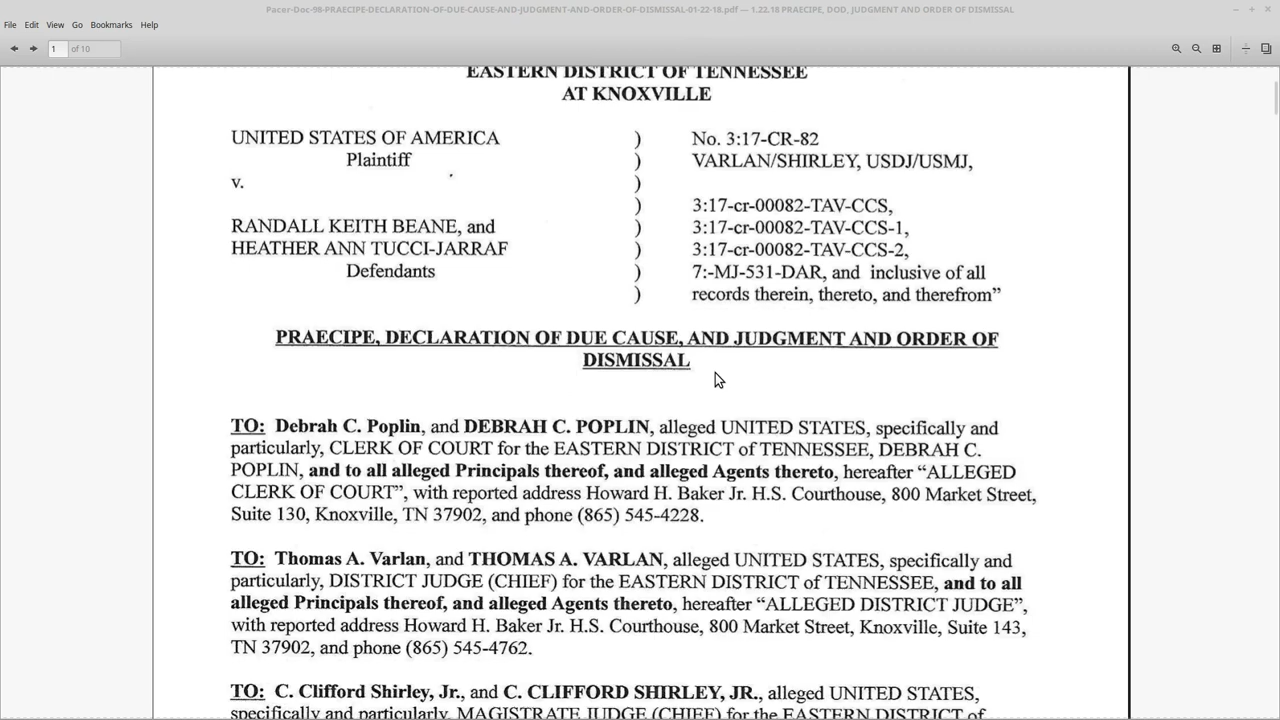 Pacer-Doc-98-PRAECIPE-DECLARATION-OF-DUE-CAUSE-AND-JUDGMENT-AND-ORDER-OF-DISMISSAL-01-22-18.pdf — 1.22.18 PRAECIPE, DOD, JUDGMENT AND ORDER OF DISMISSAL
File Edit View Go Bookmarks Help
1 of 10
EASTERN DISTRICT OF TENNESSEE
AT KNOXVILLE
UNITED STATES OF AMERICA ) No. 3:17-CR-82
Plaintiff ) VARLAN/SHIRLEY, USDJ/USMJ,
v. )
) 3:17-cr-00082-TAV-CCS,
RANDALL KEITH BEANE, and ) 3:17-cr-00082-TAV-CCS-1,
HEATHER ANN TUCCI-JARRAF ) 3:17-cr-00082-TAV-CCS-2,
Defendants ) 7:-MJ-531-DAR, and inclusive of all
) records therein, thereto, and therefrom”
PRAECIPE, DECLARATION OF DUE CAUSE, AND JUDGMENT AND ORDER OF
DISMISSAL
TO: Debrah C. Poplin, and DEBRAH C. POPLIN, alleged UNITED STATES, specifically and
particularly, CLERK OF COURT for the EASTERN DISTRICT of TENNESSEE, DEBRAH C.
POPLIN, and to all alleged Principals thereof, and alleged Agents thereto, hereafter “ALLEGED
CLERK OF COURT”, with reported address Howard H. Baker Jr. H.S. Courthouse, 800 Market Street,
Suite 130, Knoxville, TN 37902, and phone (865) 545-4228.
TO: Thomas A. Varlan, and THOMAS A. VARLAN, alleged UNITED STATES, specifically and
particularly, DISTRICT JUDGE (CHIEF) for the EASTERN DISTRICT of TENNESSEE, and to all
alleged Principals thereof, and alleged Agents thereto, hereafter “ALLEGED DISTRICT JUDGE”,
with reported address Howard H. Baker Jr. H.S. Courthouse, 800 Market Street, Knoxville, Suite 143,
TN 37902, and phone (865) 545-4762.
TO: C. Clifford Shirley, Jr., and C. CLIFFORD SHIRLEY, JR., alleged UNITED STATES,
specifically and particularly, MAGISTRATE JUDGE (CHIEF) for the EASTERN DISTRICT of